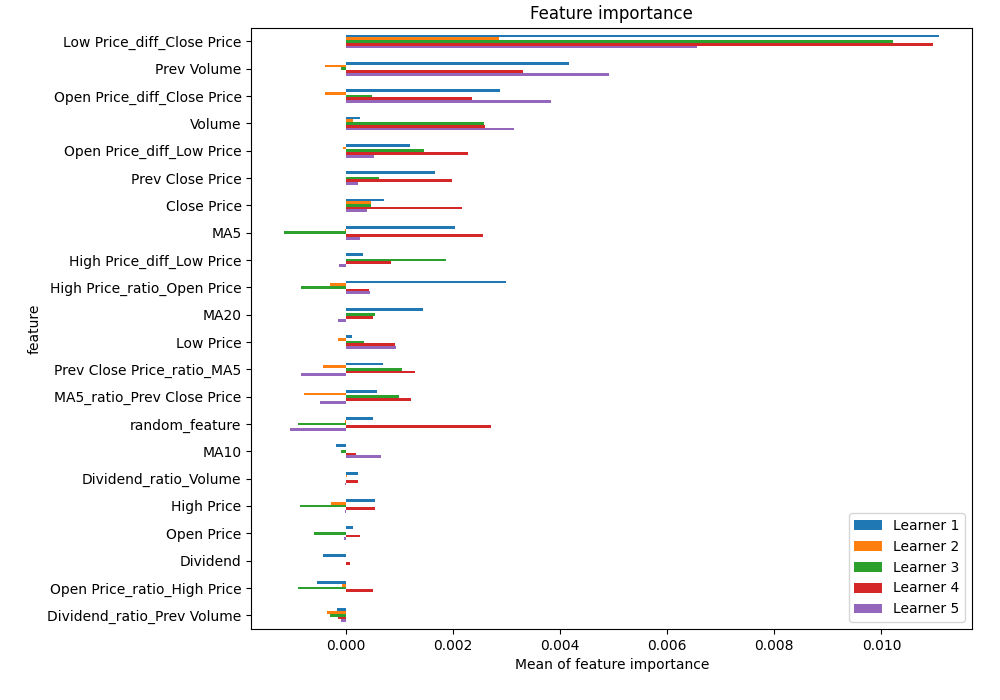 Feature importance
Low Price_diff_Close Price
Prev Volume
Open Price_diff_Close Price
Volume
Open Price_diff_Low Price
Prev Close Price
Close Price
MA5
High Price_diff_Low Price
High Price_ratio_Open Price
MA20
Low Price
Prev Close Price_ratio_MA5
MA5_ratio_Prev Close Price
random_feature
MA10
Dividend_ratio_Volume
High Price
Open Price
Dividend
Open Price_ratio_High Price
Dividend_ratio_Prev Volume
feature
Learner 1
Learner 2
Learner 3
Learner 4
Learner 5
0.000 0.002 0.004 0.006 0.008 0.010
Mean of feature importance